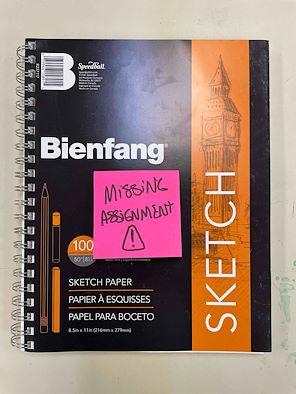 Speedball
Bienfang®
MISSING
ASSIGNMENT
!
100
SKETCH PAPER
PAPIER À ESQUISSES
PAPEL PARA BOCETO
8.5in x 11in (216mm x 279mm)
SKETCH